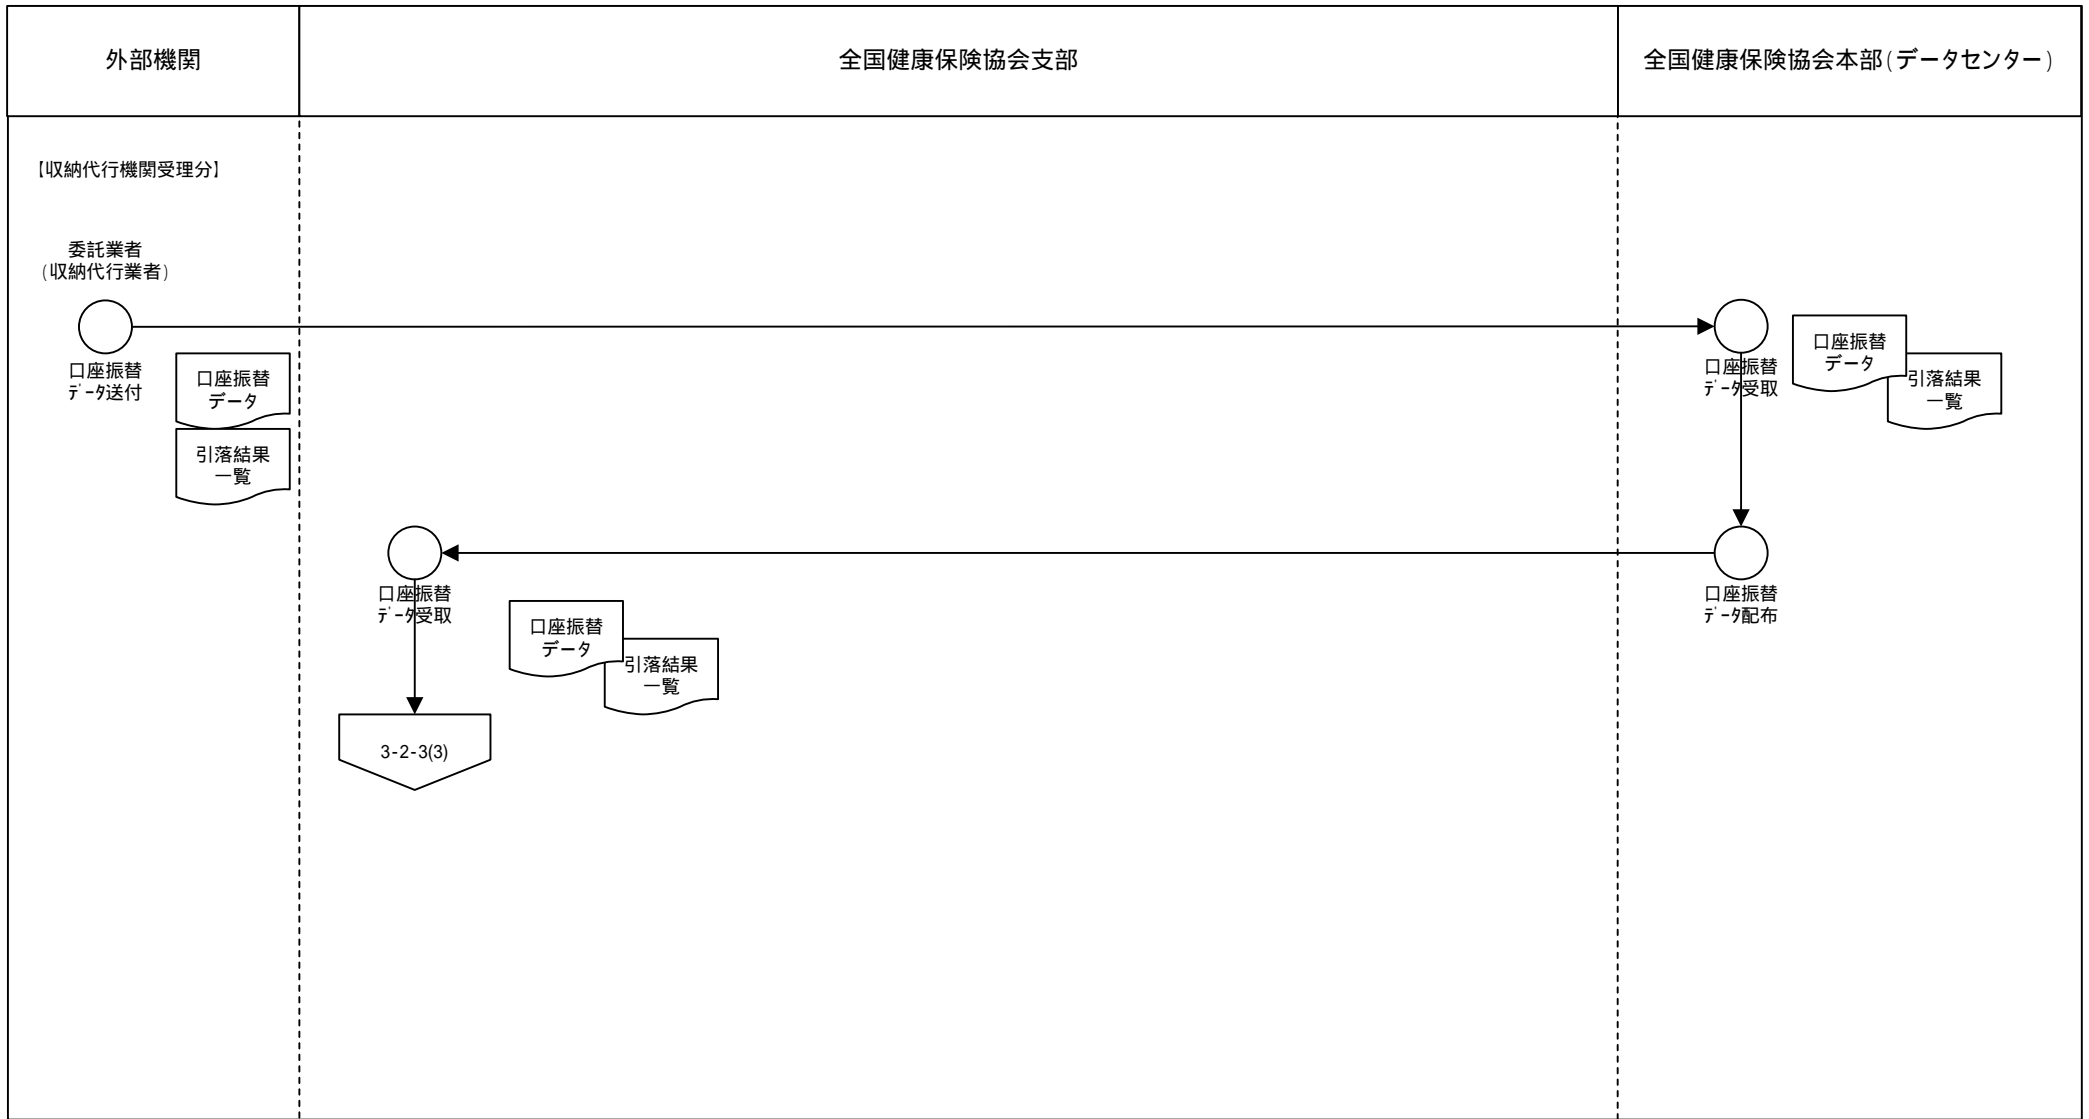 外部機関
全国健康保険協会支部
全国健康保険協会本部(データセンター)
【収納代行機関受理分】
委託業者
(収納代行業者)
口座振替
ﾃﾞｰﾀ送付
口座振替
データ
引落結果
一覧
口座振替
ﾃﾞｰﾀ受取
口座振替
データ
引落結果
一覧
口座振替
ﾃﾞｰﾀ受取
口座振替
データ
引落結果
一覧
口座振替
ﾃﾞｰﾀ配布
3-2-3(3)